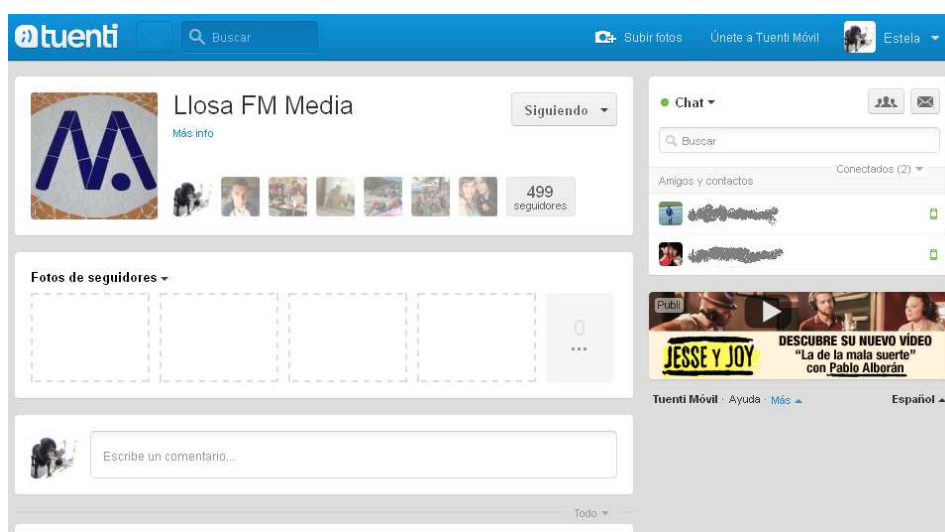 tuenti
Buscar
Subir fotos
Únete a Tuenti Móvil
Estela
Llosa FM Media
Más info
Siguiendo
499
seguidores
Fotos de seguidores
0
Escribe un comentario...
Todo
Chat
Buscar
Conectados (2)
Amigos y contactos
Publi
JESSE Y JOY
DESCUBRE SU NUEVO VÍDEO
“La de la mala suerte”
con Pablo Alborán
Tuenti Móvil · Ayuda · Más
Español